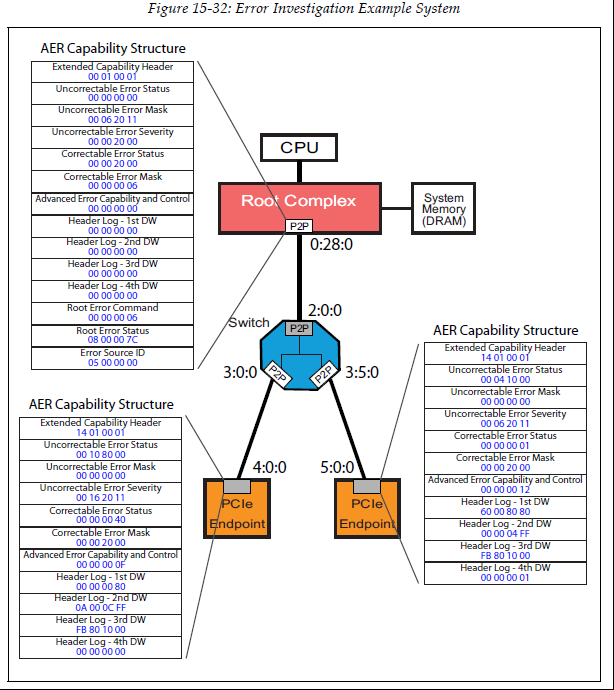 Figure 15-32: Error Investigation Example System
AER Capability Structure
Extended Capability Header
00 01 00 01
Uncorrectable Error Status
00 00 00 00
Uncorrectable Error Mask
00 06 20 11
Uncorrectable Error Severity
00 00 20 00
Correctable Error Status
00 00 20 00
Correctable Error Mask
00 00 00 06
Advanced Error Capability and Control
00 00 00 00
Header Log - 1st DW
00 00 00 00
Header Log - 2nd DW
00 00 00 00
Header Log - 3rd DW
00 00 00 00
Header Log - 4th DW
00 00 00 00
Root Error Command
00 00 00 06
Root Error Status
08 00 00 7C
Error Source ID
05 00 00 00
CPU
Root Complex
P2P
System
Memory
(DRAM)
0:28:0
2:0:0
Switch
P2P
3:0:0
P2P
P2P
3:5:0
AER Capability Structure
Extended Capability Header
14 01 00 01
Uncorrectable Error Status
00 04 10 00
Uncorrectable Error Mask
00 00 00 00
Uncorrectable Error Severity
00 06 20 11
Correctable Error Status
00 00 00 01
Correctable Error Mask
00 00 20 00
Advanced Error Capability and Control
00 00 00 12
Header Log - 1st DW
60 00 80 80
Header Log - 2nd DW
00 00 04 FF
Header Log - 3rd DW
FB 80 10 00
Header Log - 4th DW
00 00 00 01
AER Capability Structure
Extended Capability Header
14 01 00 01
Uncorrectable Error Status
00 10 80 00
Uncorrectable Error Mask
00 00 00 00
Uncorrectable Error Severity
00 16 20 11
Correctable Error Status
00 00 00 40
Correctable Error Mask
00 00 20 00
Advanced Error Capability and Control
00 00 00 0F
Header Log - 1st DW
00 00 00 80
Header Log - 2nd DW
0A 00 0C FF
Header Log - 3rd DW
FB 80 10 00
Header Log - 4th DW
00 00 00 00
4:0:0
PCIe
Endpoint
5:0:0
PCIe
Endpoint